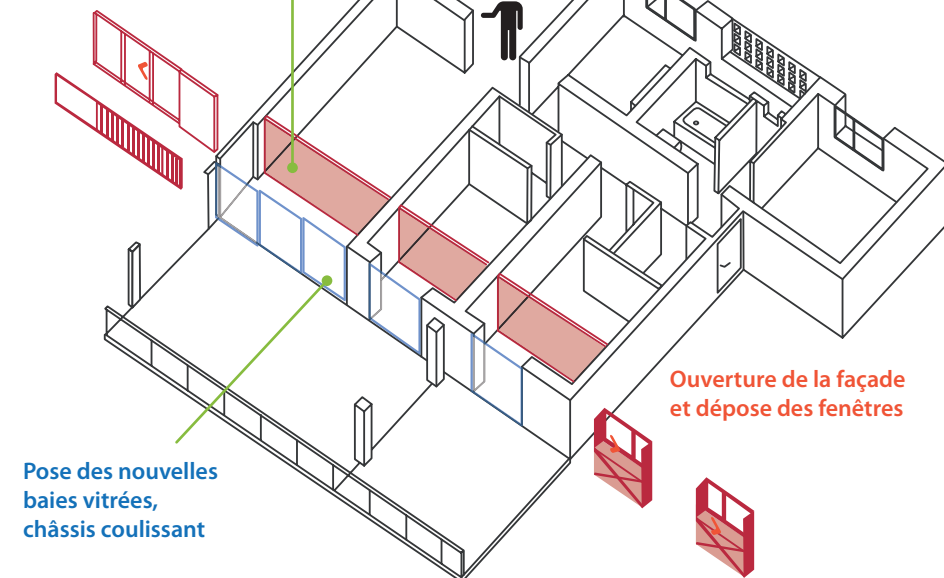 Ouverture de la façade
et dépose des fenêtres
Pose des nouvelles
baies vitrées,
châssis coulissant